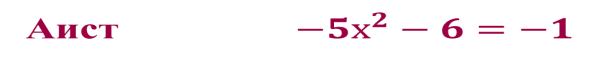 Аист −5x² − 6 = −1